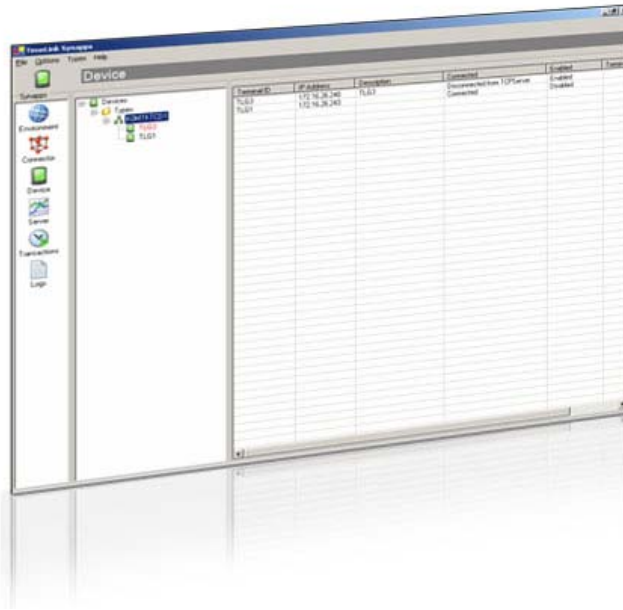 TimeLink Synapps
File Options Types Help
Synapps
Device
Environment
Connector
Device
Server
Transactions
Logs
Devices
Types
TLG3
TLG1
Terminal ID IP Address Description Connected Enabled
TLG3 172.16.26.240 TLG3 Disconnected from TCPServer Enabled
TLG1 172.16.26.243 Connected Disabled